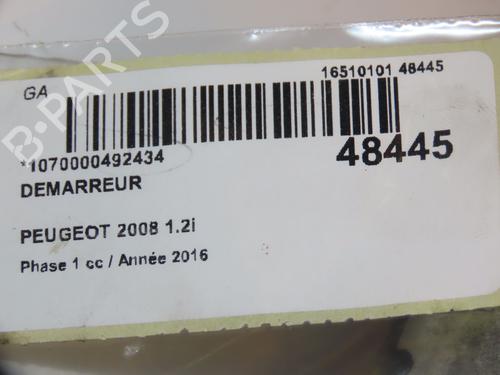 GA
16510101 48445
*1070000492434
48445
DEMARREUR
PEUGEOT 2008 1.2i
Phase 1 cc / Année 2016
B-PARTS